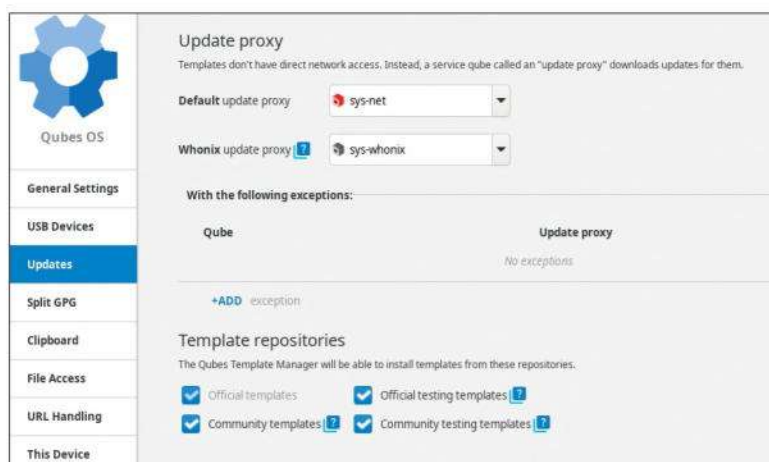 Qubes OS
General Settings
USB Devices
Updates
Split GPG
Clipboard
File Access
URL Handling
This Device
Update proxy
Templates don't have direct network access. Instead, a service qube called an "update proxy" downloads updates for them.
Default update proxy sys-net
Whonix update proxy ? sys-whonix
With the following exceptions:
Qube Update proxy
No exceptions
+ADD exception
Template repositories
The Qubes Template Manager will be able to install templates from these repositories.
Official templates Official testing templates ?
Community templates ? Community testing templates ?